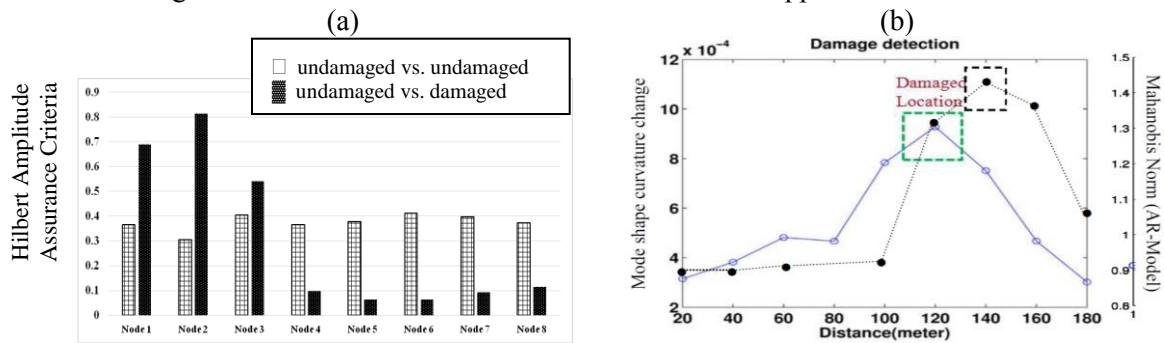 (a)
(b)
undamaged vs. undamaged
undamaged vs. damaged
Hilbert Amplitude
Assurance Criteria
0.9
0.8
0.7
0.6
0.5
0.4
0.3
0.2
0.1
0
Node 1 Node 2 Node 3 Node 4 Node 5 Node 6 Node 7 Node 8
x 10⁻⁴
Damage detection
Damaged
Location
Mode shape curvature change
12
10
8
6
4
2
20 40 60 80 100 120 140 160 180
Distance(meter)
1.5
1.4
1.3
1.2
1.1
1
0.9
0.8
1
Mahanobis Norm (AR-Model)